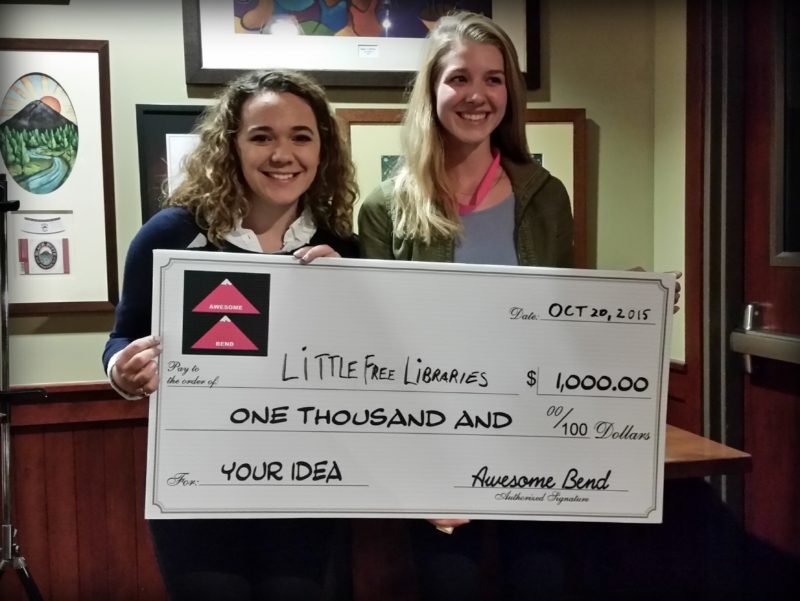 AWESOME
BEND
Date: OCT 20, 2015
Pay to
the order of: LITTLE FREE LIBRARIES $ 1,000.00
ONE THOUSAND AND 00/100 Dollars
For: YOUR IDEA Awesome Bend
Authorized Signature